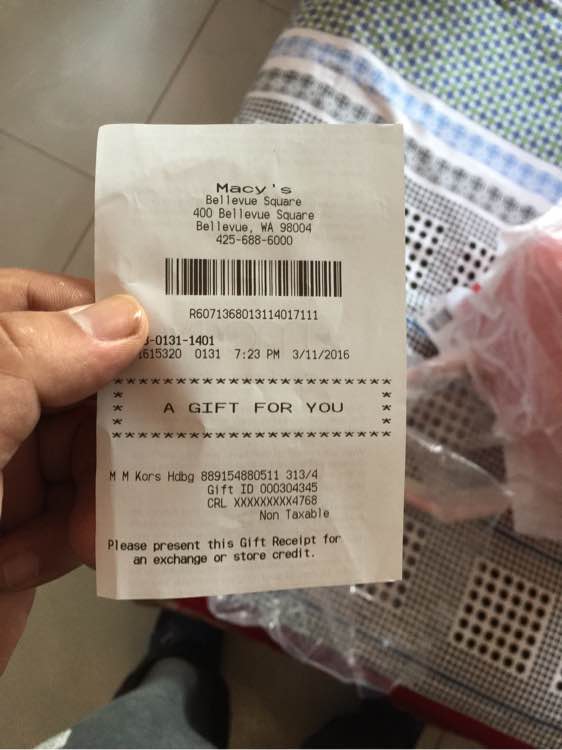 Macy's
Bellevue Square
400 Bellevue Square
Bellevue, WA 98004
425-688-6000
R6071368013114017111
-0131-1401
615320 0131 7:23 PM 3/11/2016
A GIFT FOR YOU
M M Kors Hdbg 889154880511 313/4
Gift ID 000304345
CRL XXXXXXXXX4768
Non Taxable
Please present this Gift Receipt for
an exchange or store credit.